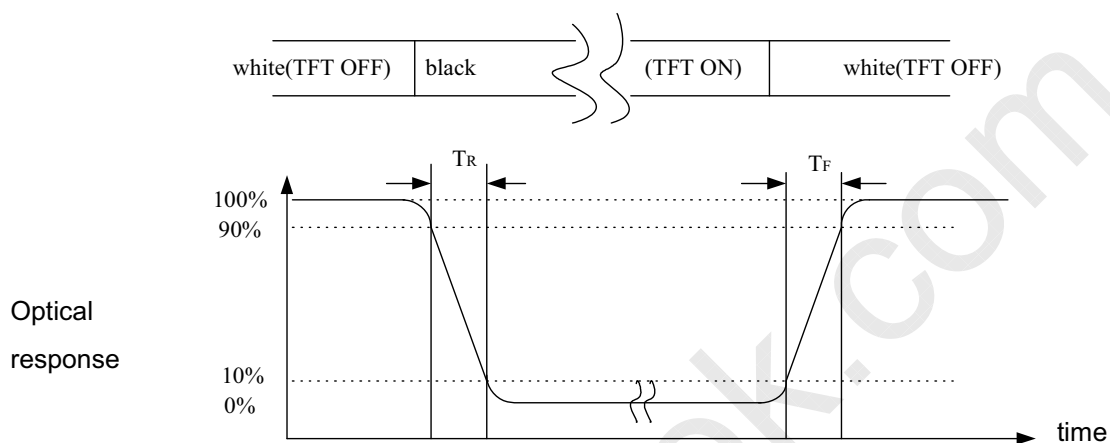 white(TFT OFF) black (TFT ON) white(TFT OFF)
TR TF
100%
90%
Optical
response
10%
0%
time